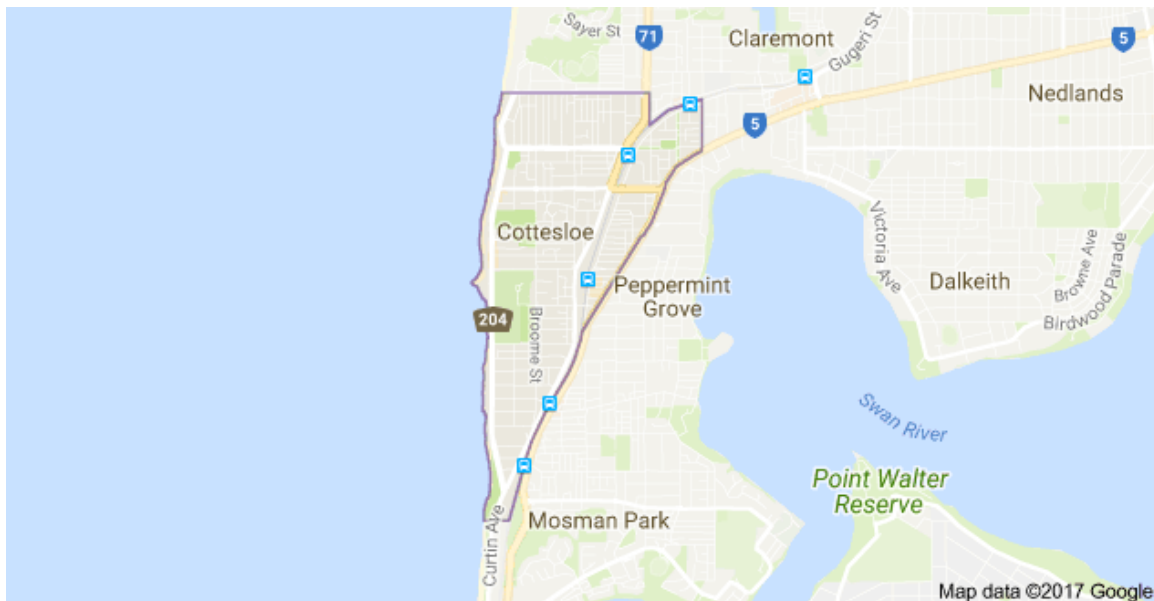 Sayer St
71
Claremont
Gugeri St
5
Nedlands
5
Cottesloe
Victoria Ave
Peppermint
Grove
Dalkeith
Browne Ave
Birdwood Parade
204
Broome St
Swan River
Point Walter
Reserve
Mosman Park
Curtin Ave
Map data ©2017 Google